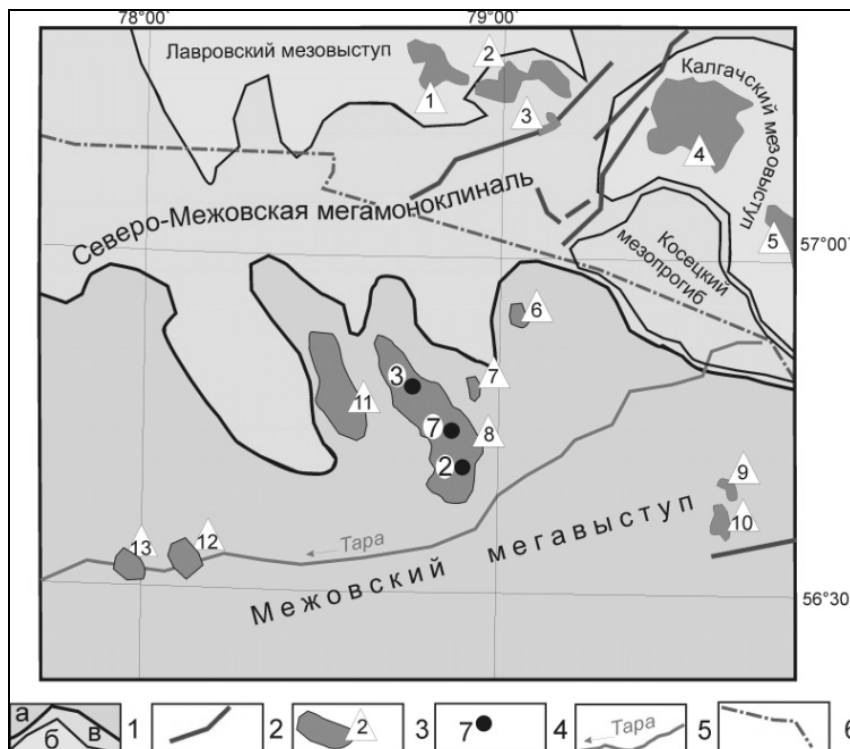 78°00` 79°00`
Лавровский мезовыступ
2
1
3
Калгачский мезовыступ
4
5
Северо-Межовская мегамоноклиналь
57°00`
Косецкий
мезопрогиб
6
3
7
11
7
8
2
9
10
Тара
13 12
Межовский мегавыступ
56°30`
а б в 1 2 2 3 7 4 Тара 5 6